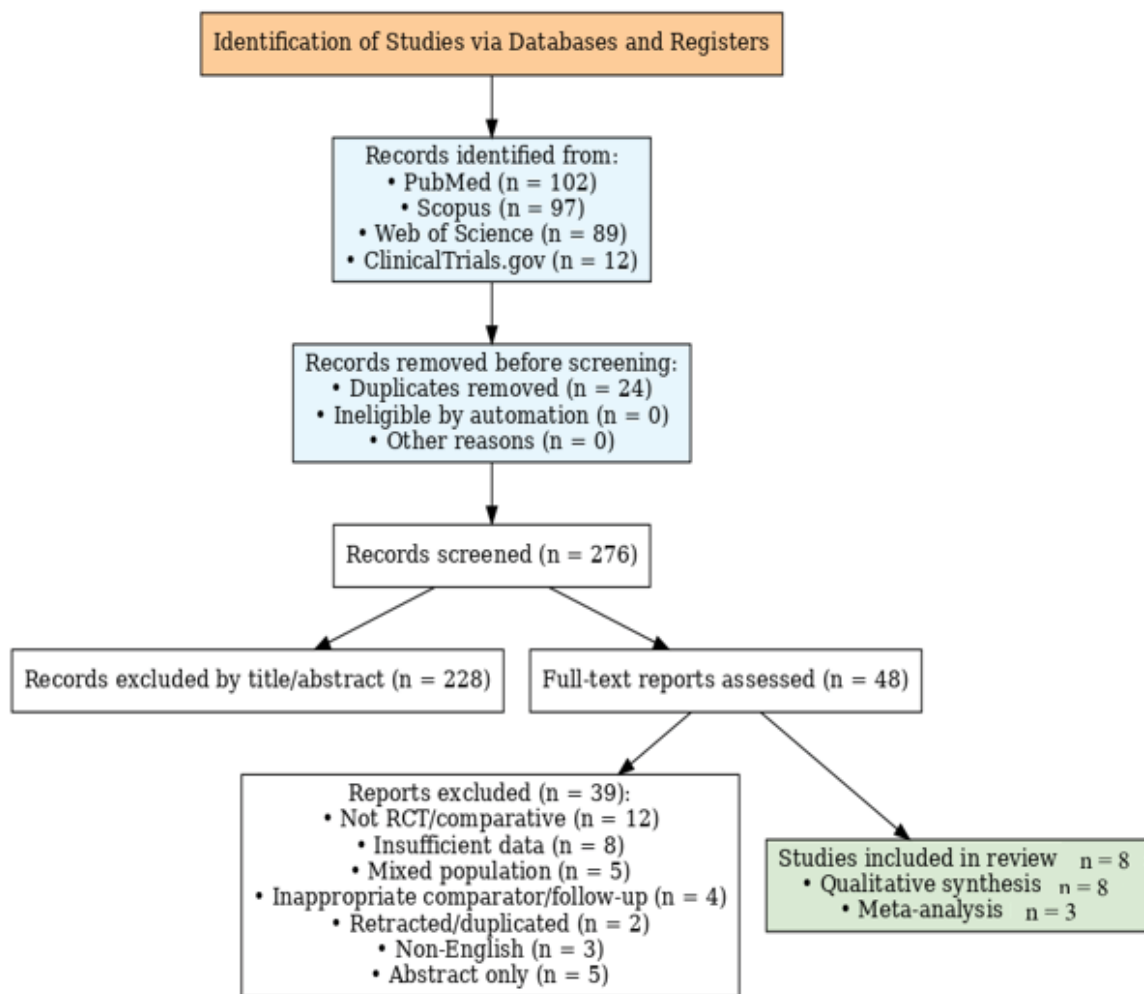 Identification of Studies via Databases and Registers
Records identified from:
• PubMed (n = 102)
• Scopus (n = 97)
• Web of Science (n = 89)
• ClinicalTrials.gov (n = 12)
Records removed before screening:
• Duplicates removed (n = 24)
• Ineligible by automation (n = 0)
• Other reasons (n = 0)
Records screened (n = 276)
Records excluded by title/abstract (n = 228)
Full-text reports assessed (n = 48)
Reports excluded (n = 39):
• Not RCT/comparative (n = 12)
• Insufficient data (n = 8)
• Mixed population (n = 5)
• Inappropriate comparator/follow-up (n = 4)
• Retracted/duplicated (n = 2)
• Non-English (n = 3)
• Abstract only (n = 5)
Studies included in review n = 8
• Qualitative synthesis n = 8
• Meta-analysis n = 3